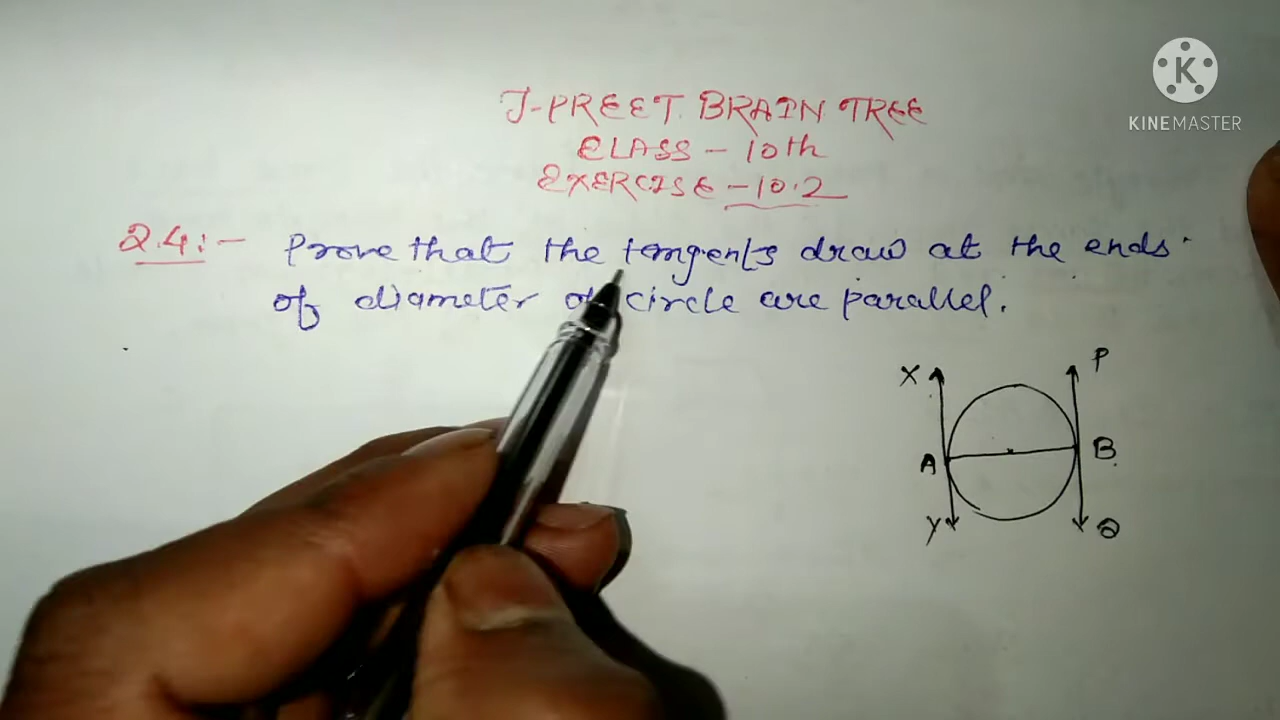 J-PREET BRAIN TREE
CLASS - 10th
EXERCISE - 10.2
Q.4:- Prove that the tangents draw at the ends
of diameter of circle are parallel.
X P
A B
Y Q
K
KINEMASTER